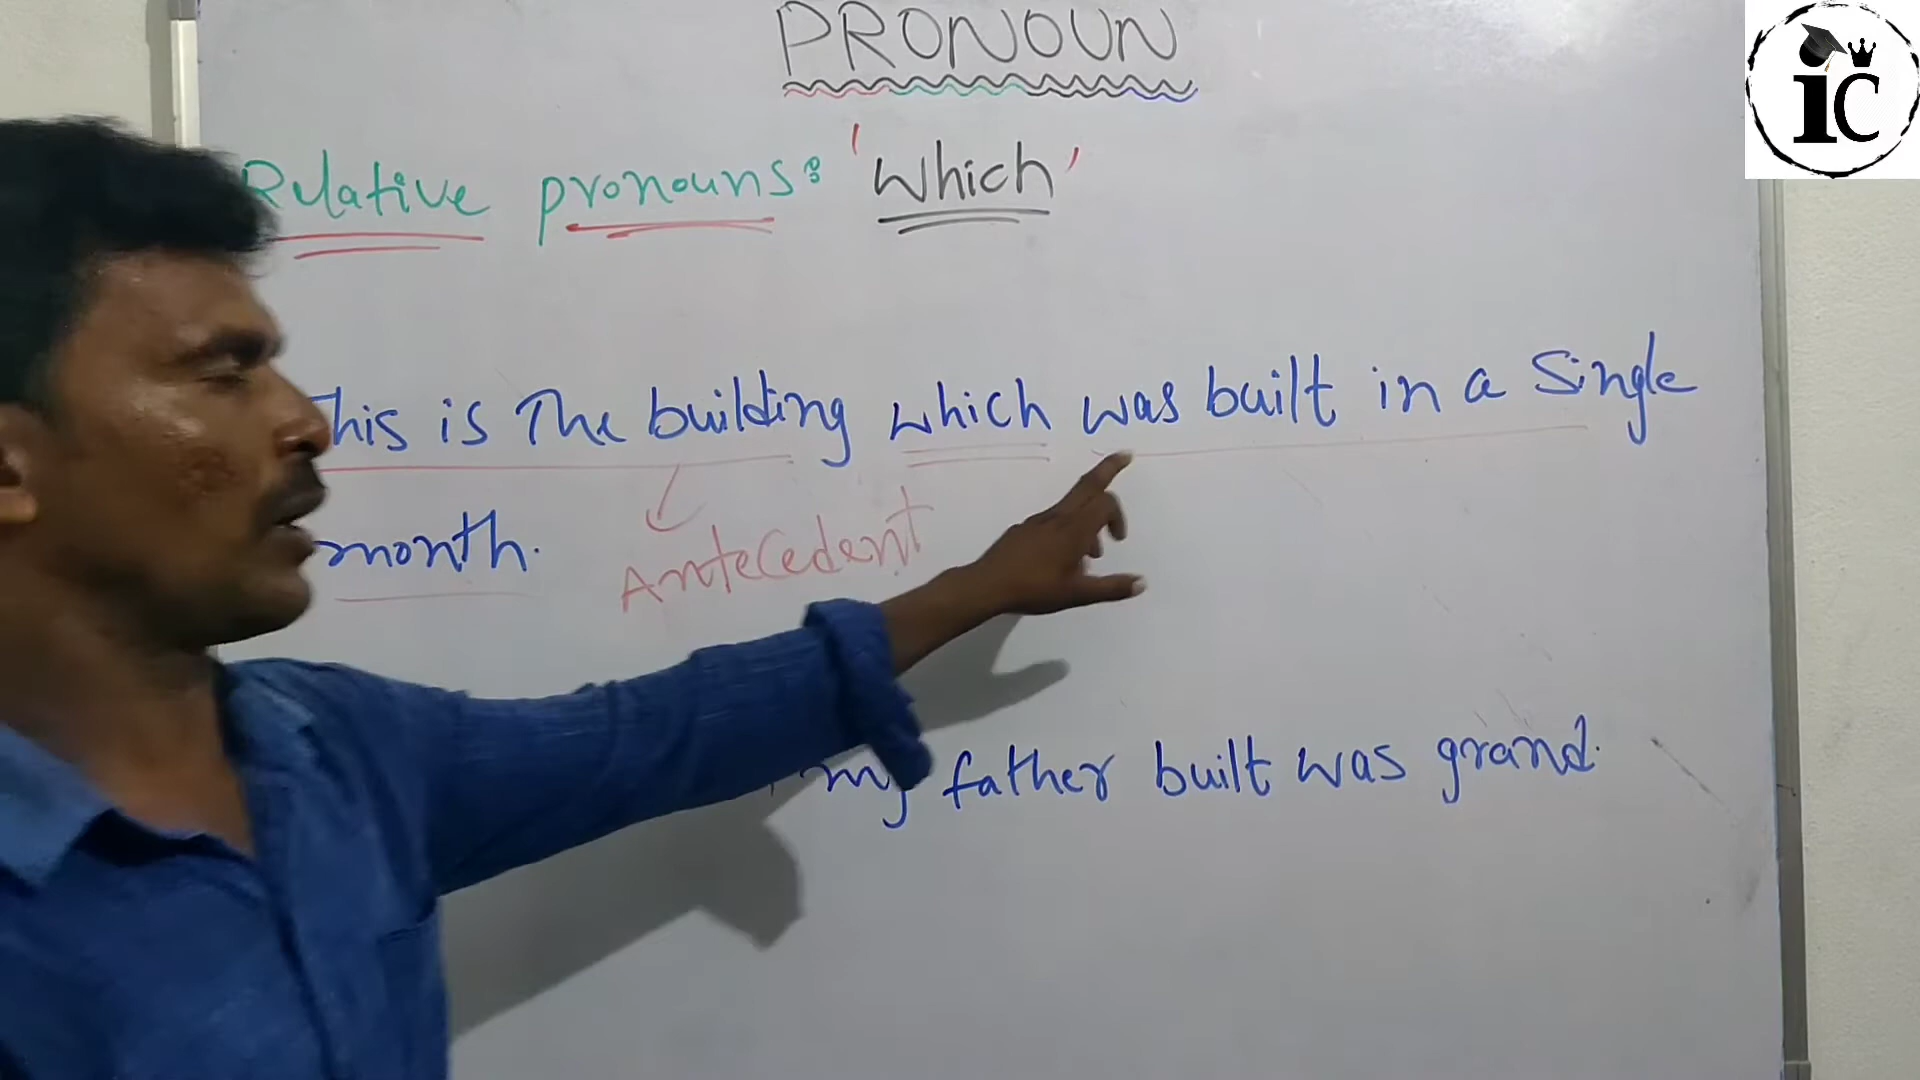 PRONOUN
Relative pronouns: 'which'
This is The building which was built in a single
month.
Antecedent
my father built was grand.
iC